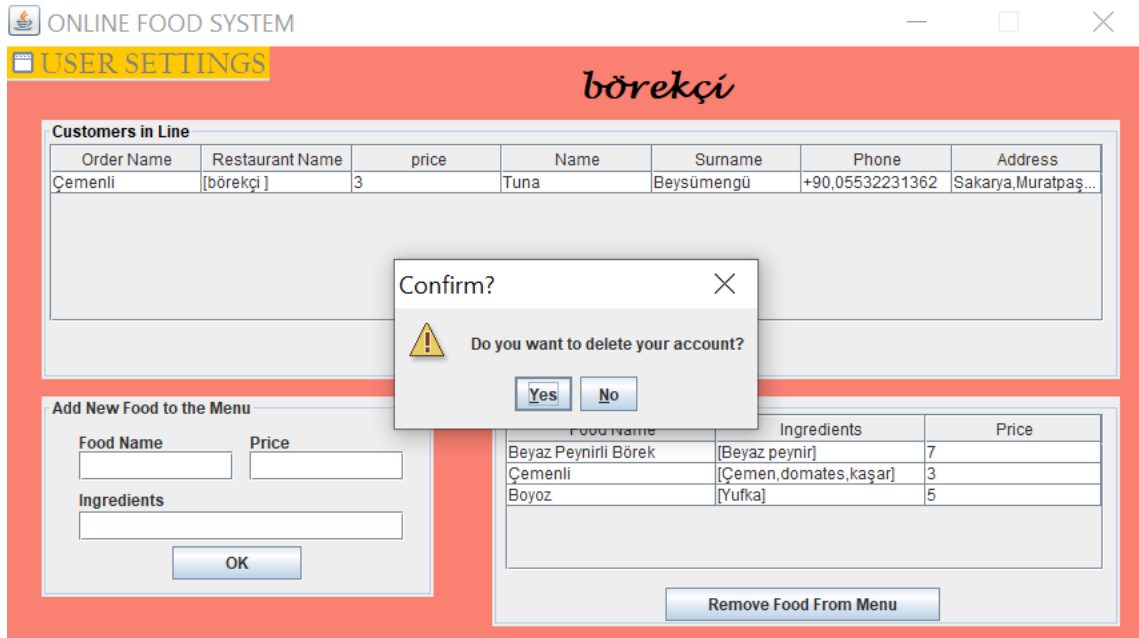 ONLINE FOOD SYSTEM
USER SETTINGS
börekçi
Customers in Line
Order Name Restaurant Name price Name Surname Phone Address
Çemenli [börekçi ] 3 Tuna Beysümengü +90,05532231362 Sakarya,Muratpaş...
Confirm?
Do you want to delete your account?
Yes No
Add New Food to the Menu
Food Name Price
Ingredients
OK
Food Name Ingredients Price
Beyaz Peynirli Börek [Beyaz peynir] 7
Çemenli [Çemen,domates,kaşar] 3
Boyoz [Yufka] 5
Remove Food From Menu